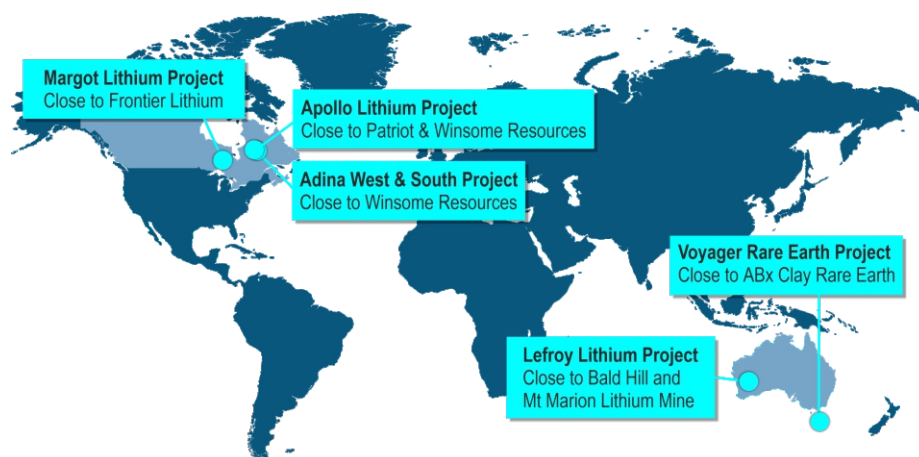 Margot Lithium Project
Close to Frontier Lithium
Apollo Lithium Project
Close to Patriot & Winsome Resources
Adina West & South Project
Close to Winsome Resources
Voyager Rare Earth Project
Close to ABx Clay Rare Earth
Lefroy Lithium Project
Close to Bald Hill and
Mt Marion Lithium Mine